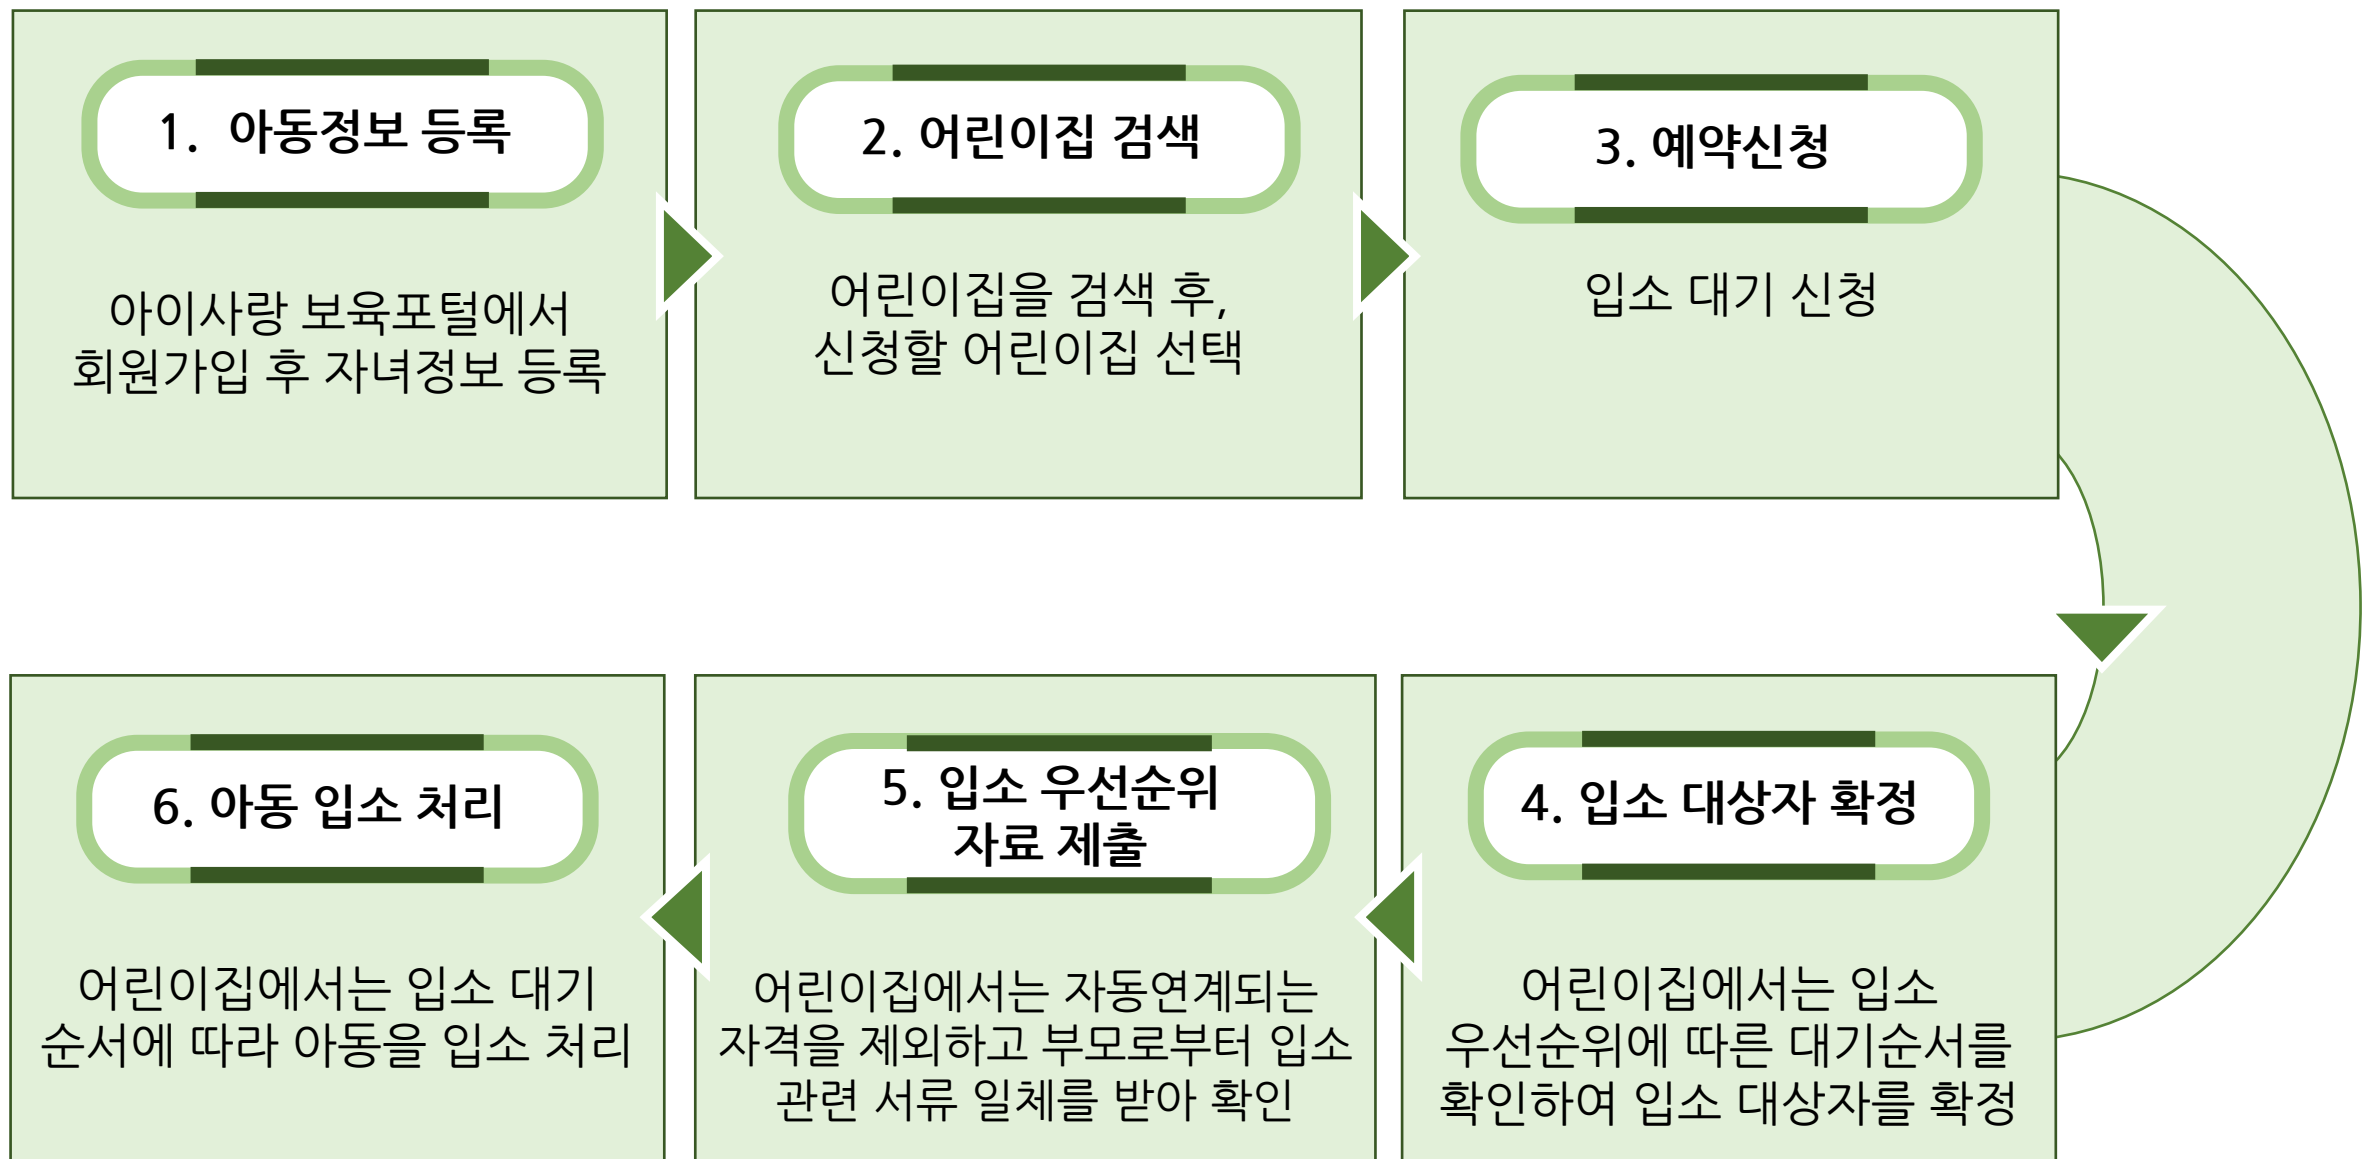 1. 아동정보 등록
아이사랑 보육포털에서
회원가입 후 자녀정보 등록
2. 어린이집 검색
어린이집을 검색 후,
신청할 어린이집 선택
3. 예약신청
입소 대기 신청
4. 입소 대상자 확정
어린이집에서는 입소
우선순위에 따른 대기순서를
확인하여 입소 대상자를 확정
5. 입소 우선순위
자료 제출
어린이집에서는 자동연계되는
자격을 제외하고 부모로부터 입소
관련 서류 일체를 받아 확인
6. 아동 입소 처리
어린이집에서는 입소 대기
순서에 따라 아동을 입소 처리